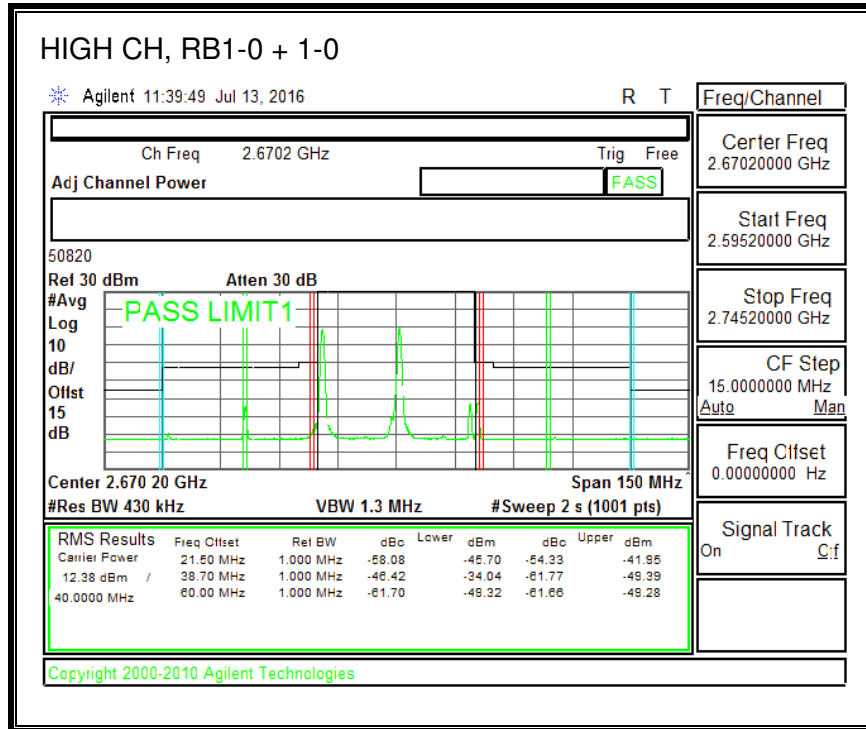 HIGH CH, RB1-0 + 1-0
Agilent 11:39:49 Jul 13, 2016 R T
Freq/Channel
Ch Freq 2.6702 GHz Trig Free
Adj Channel Power PASS
50820
Ref 30 dBm Atten 30 dB
#Avg
Log
10
dB/
Offst
15
dB
PASS LIMIT1
Center 2.670 20 GHz Span 150 MHz
#Res BW 430 kHz VBW 1.3 MHz #Sweep 2 s (1001 pts)
RMS Results Freq Offset Ref BW dBc Lower dBm dBc Upper dBm
Carrier Power 21.50 MHz 1.000 MHz -58.08 -45.70 -54.33 -41.95
12.38 dBm / 38.70 MHz 1.000 MHz -46.42 -34.04 -61.77 -49.39
40.0000 MHz 60.00 MHz 1.000 MHz -61.70 -49.32 -61.66 -49.28
Copyright 2000-2010 Agilent Technologies
Center Freq
2.67020000 GHz
Start Freq
2.59520000 GHz
Stop Freq
2.74520000 GHz
CF Step
15.0000000 MHz
Auto Man
Freq Offset
0.00000000 Hz
Signal Track
On Off